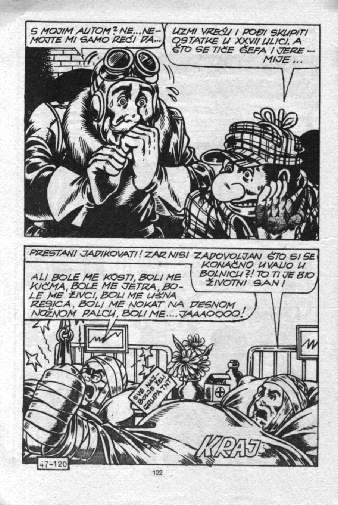 S MOJIM AUTOM? NE... NE-
MOJTE MI SAMO REĆI DA...
UZMI VREĆU I POĐI SKUPITI
OSTATKE U XXVII ULICI. A
ŠTO SE TIČE ŠEFA I JERE-
MIJE...
PRESTANI JADIKOVATI! ZAR NISI ZADOVOLJAN ŠTO SI SE
KONAČNO UVALIO U
BOLNICU?! TO TI JE BIO
ŽIVOTNI SAN!
ALI BOLE ME KOSTI, BOLI ME
KIČMA, BOLE ME JETRA, BO-
LE ME ŽIVCI, BOLI ME UŠNA
RESICA, BOLI ME NOKAT NA DESNOM
NOŽNOM PALCU, BOLI ME....JAAAOOOO!
KRAJ
47-120
102